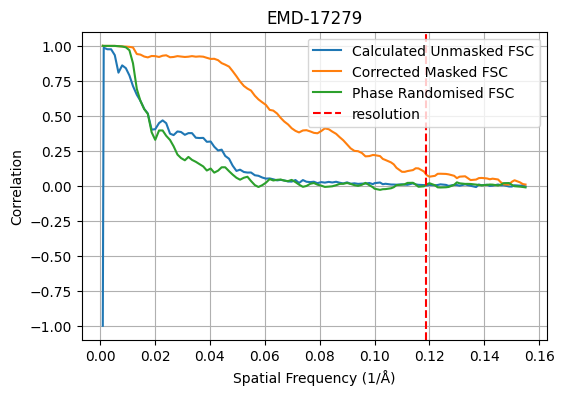 EMD-17279
Calculated Unmasked FSC
Corrected Masked FSC
Phase Randomised FSC
resolution
Correlation
1.00
0.75
0.50
0.25
0.00
−0.25
−0.50
−0.75
−1.00
0.00 0.02 0.04 0.06 0.08 0.10 0.12 0.14 0.16
Spatial Frequency (1/Å)